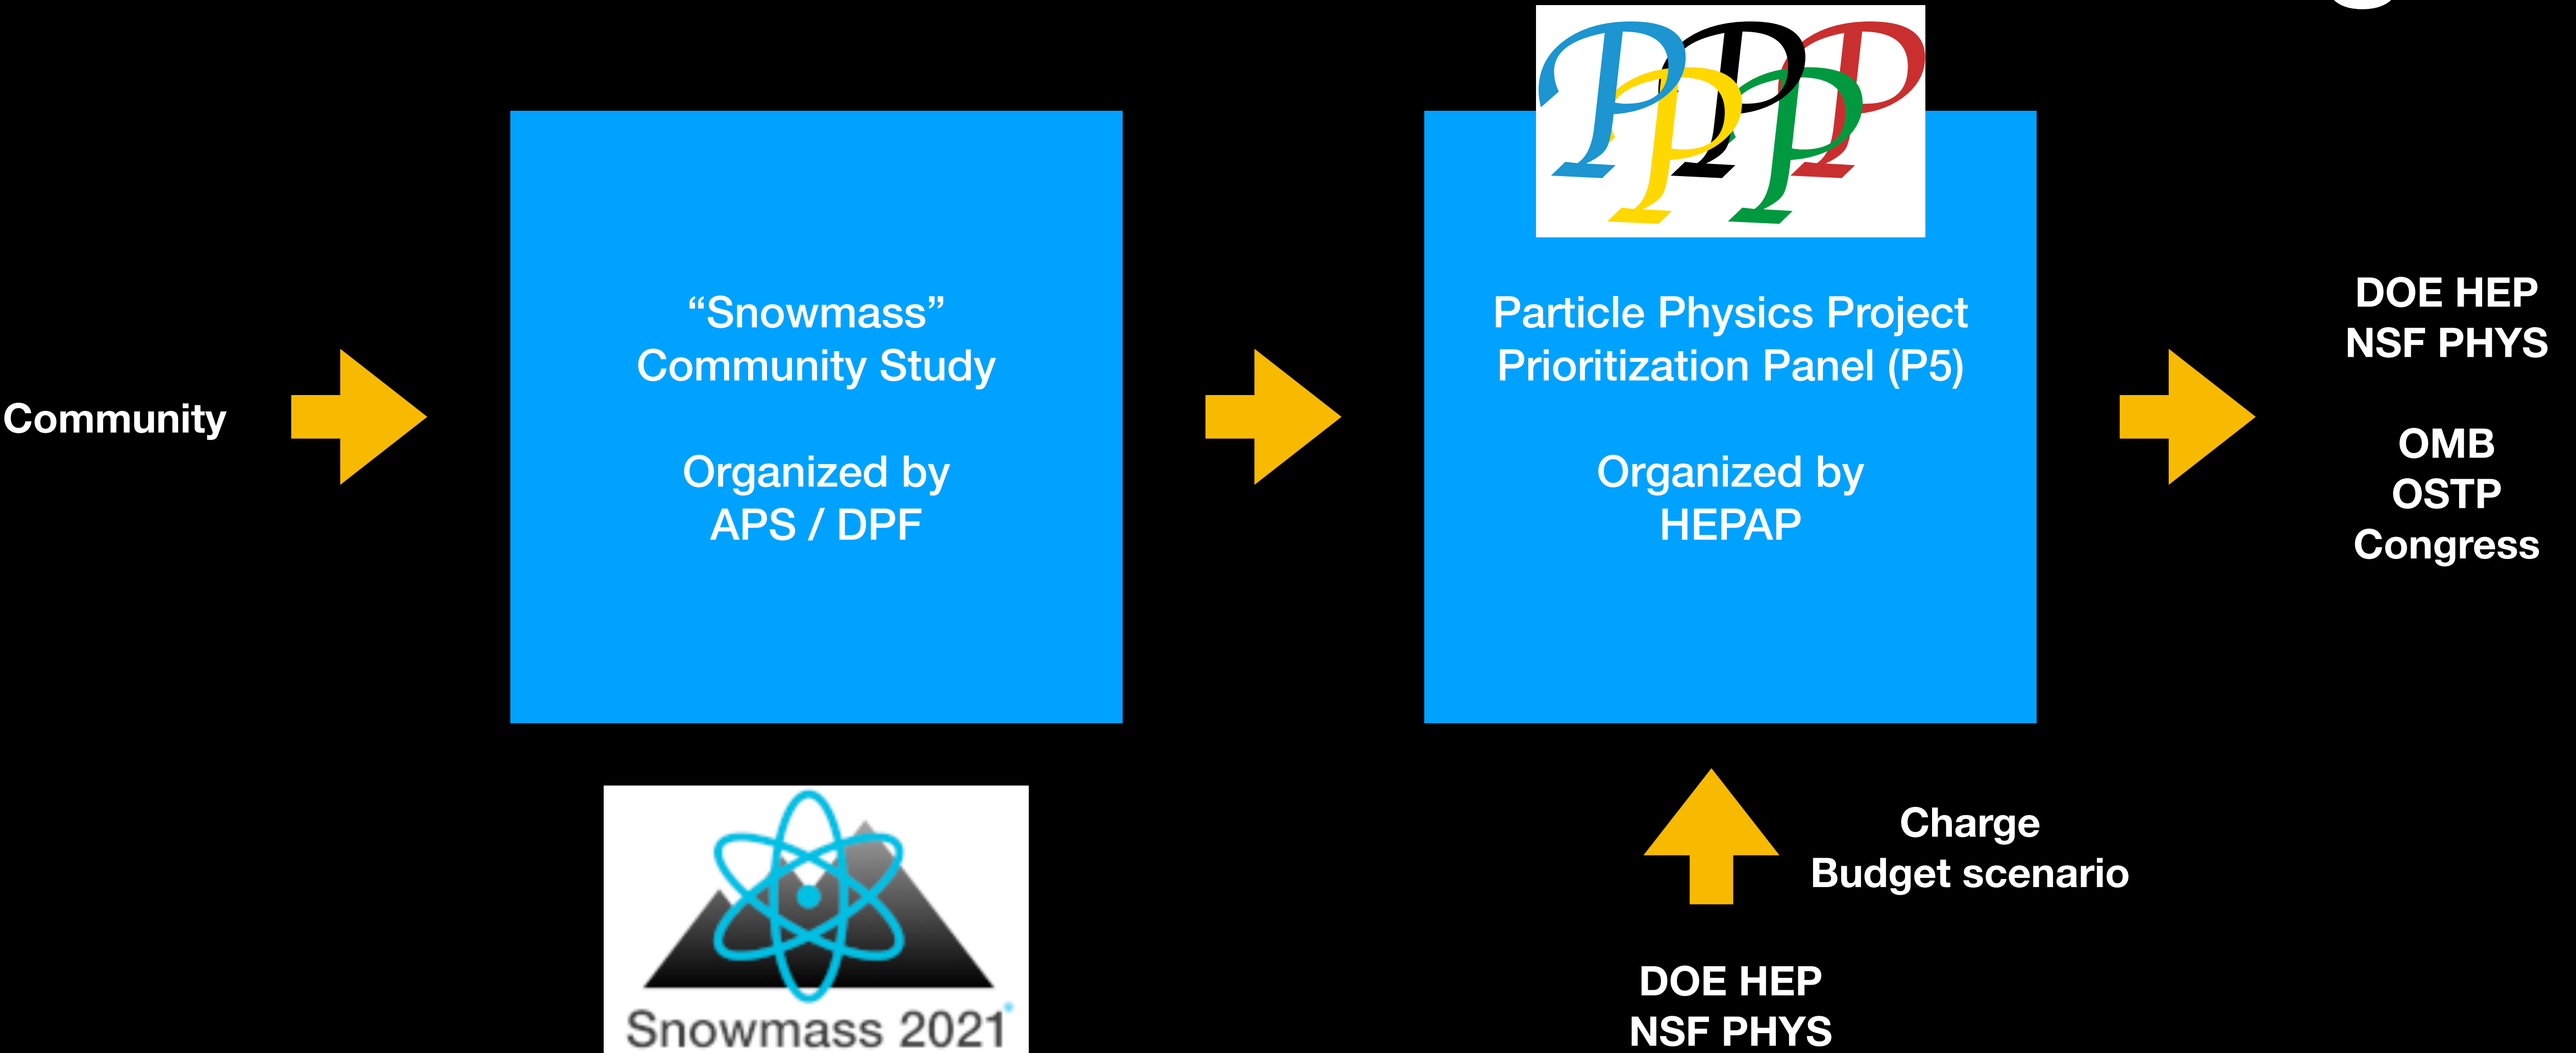 Community
“Snowmass”
Community Study
Organized by
APS / DPF
Snowmass 2021
PPPPP
Particle Physics Project
Prioritization Panel (P5)
Organized by
HEPAP
Charge
Budget scenario
DOE HEP
NSF PHYS
DOE HEP
NSF PHYS
OMB
OSTP
Congress